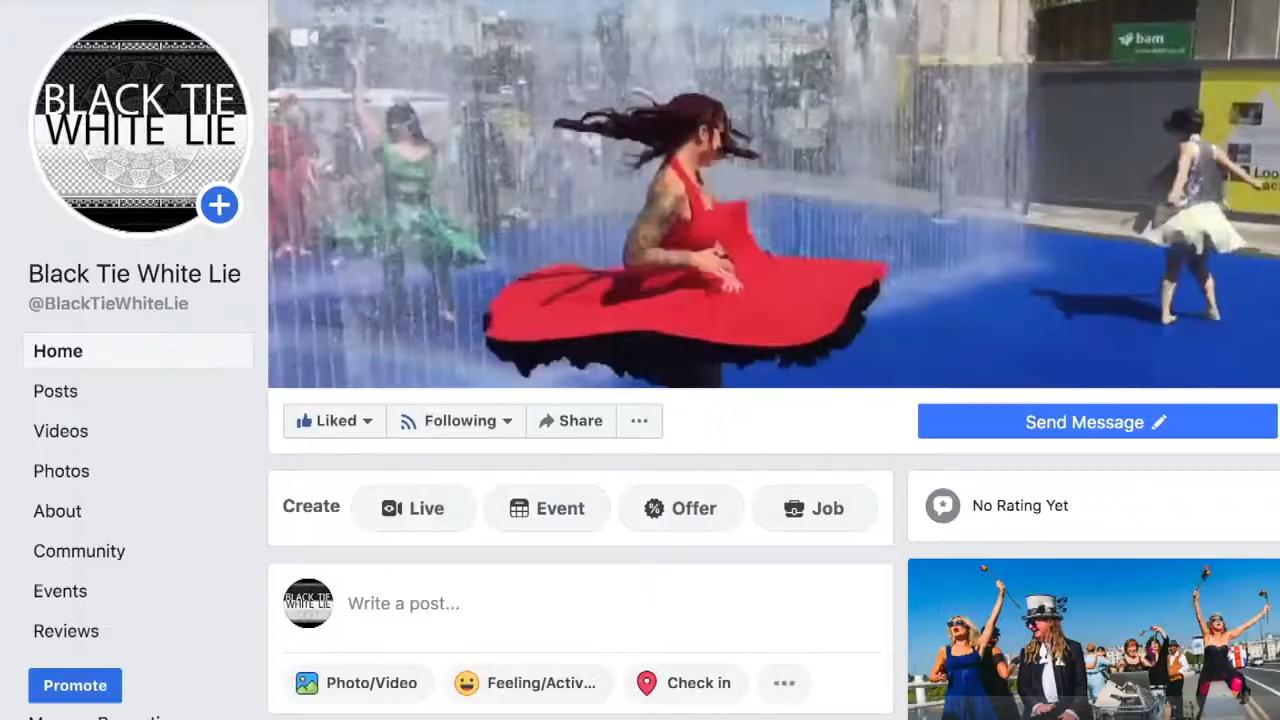 BLACK TIE
WHITE LIE
Black Tie White Lie
@BlackTieWhiteLie
Home
Posts
Videos
Photos
About
Community
Events
Reviews
Promote
bam
Liked
Following
Share
Send Message
Create
Live
Event
Offer
Job
No Rating Yet
BLACK TIE
WHITE LIE
Write a post...
Photo/Video
Feeling/Activ...
Check in